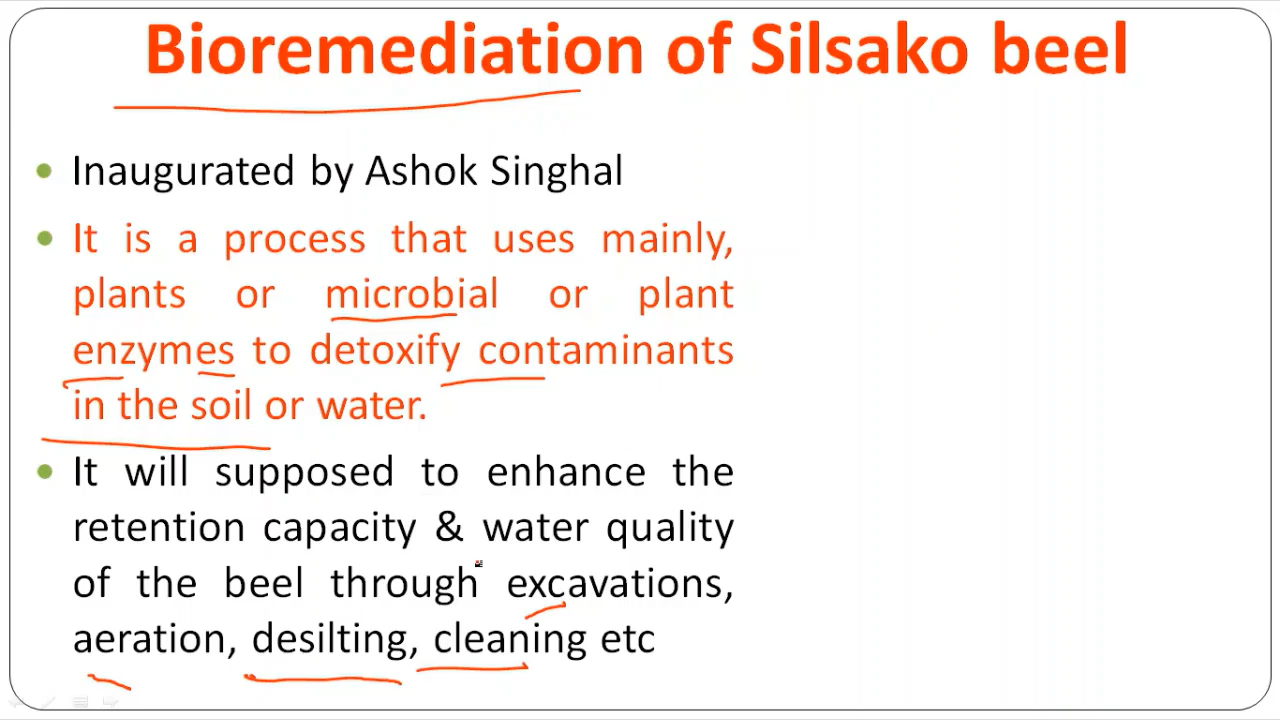 Bioremediation of Silsako beel
• Inaugurated by Ashok Singhal
• It is a process that uses mainly,
plants or microbial or plant
enzymes to detoxify contaminants
in the soil or water.
• It will supposed to enhance the
retention capacity & water quality
of the beel through excavations,
aeration, desilting, cleaning etc